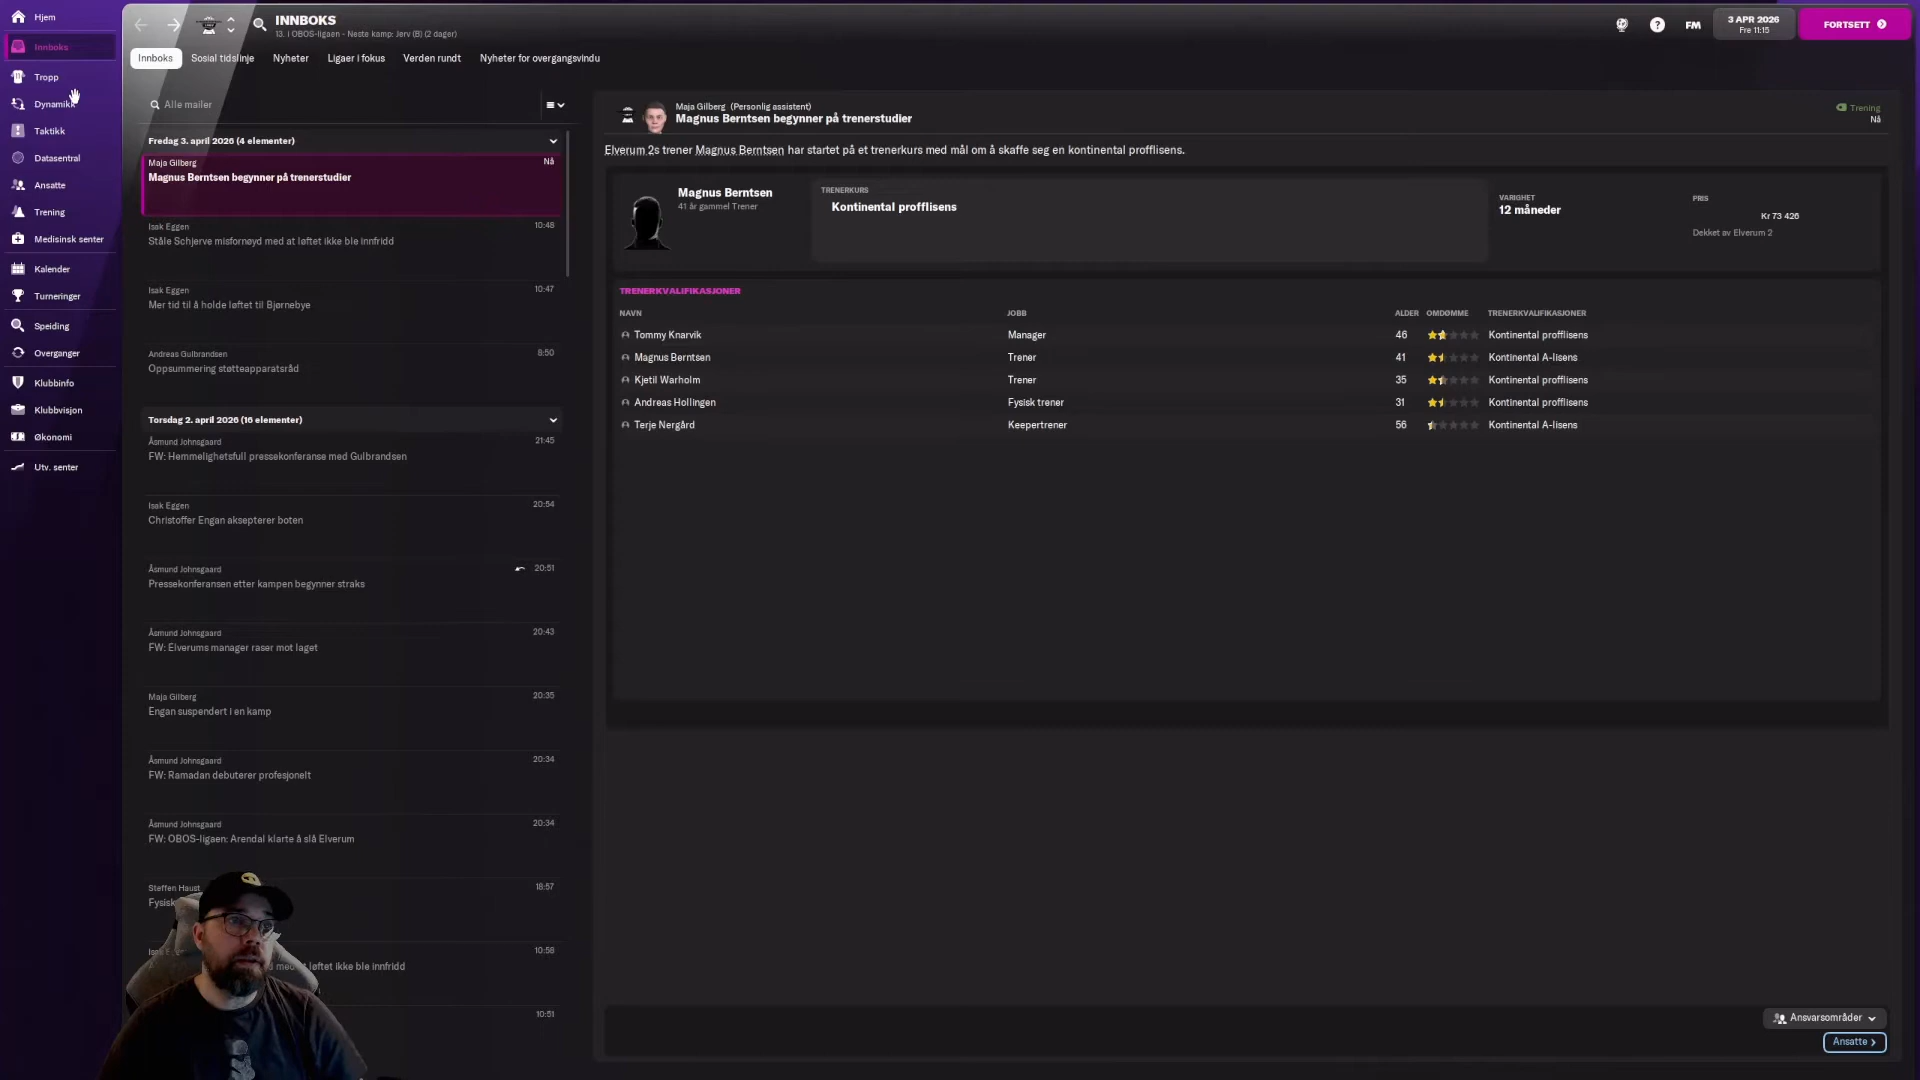 Hjem
Innboks
Tropp
Dynamikk
Taktikk
Datasentral
Ansatte
Trening
Medisinsk senter
Kalender
Turneringer
Speiding
Overganger
Klubbinfo
Klubbvisjon
Økonomi
Utv. senter
INNBOKS
13. i OBOS-ligaen - Neste kamp: Jerv (B) (2 dager)
FM
3 APR 2026
Fre 11:15
FORTSETT
Innboks Sosial tidslinje Nyheter Ligaer i fokus Verden rundt Nyheter for overgangsvindu
Alle mailer
Fredag 3. april 2026 (4 elementer)
Maja Gilberg Nå
Magnus Berntsen begynner på trenerstudier
Isak Eggen 10:48
Ståle Schjerve misfornøyd med at løftet ikke ble innfridd
Isak Eggen 10:47
Mer tid til å holde løftet til Bjørnebye
Andreas Gulbrandsen 8:50
Oppsummering støtteapparatsråd
Torsdag 2. april 2026 (16 elementer)
Åsmund Johnsgaard 21:45
FW: Hemmelighetsfull pressekonferanse med Gulbrandsen
Isak Eggen 20:54
Christoffer Engan aksepterer boten
Åsmund Johnsgaard 20:51
Pressekonferansen etter kampen begynner straks
Åsmund Johnsgaard 20:43
FW: Elverums manager raser mot laget
Maja Gilberg 20:35
Engan suspendert i en kamp
Åsmund Johnsgaard 20:34
FW: Ramadan debuterer profesjonelt
Åsmund Johnsgaard 20:34
FW: OBOS-ligaen: Arendal klarte å slå Elverum
Steffen Haust 18:57
Fysisk
10:56
løftet ikke ble innfridd
10:51
Maja Gilberg (Personlig assistent)
Magnus Berntsen begynner på trenerstudier
Trening
Nå
Elverum 2s trener Magnus Berntsen har startet på et trenerkurs med mål om å skaffe seg en kontinental profflisens.
Magnus Berntsen
41 år gammel Trener
TRENERKURS
Kontinental profflisens
VARIGHET
12 måneder
PRIS
Kr 73 426
Dekket av Elverum 2
TRENERKVALIFIKASJONER
NAVN JOBB ALDER OMDØMME TRENERKVALIFIKASJONER
Tommy Knarvik Manager 46 Kontinental profflisens
Magnus Berntsen Trener 41 Kontinental A-lisens
Kjetil Warholm Trener 35 Kontinental profflisens
Andreas Hollingen Fysisk trener 31 Kontinental profflisens
Terje Nergård Keepertrener 56 Kontinental A-lisens
Ansvarsområder
Ansatte